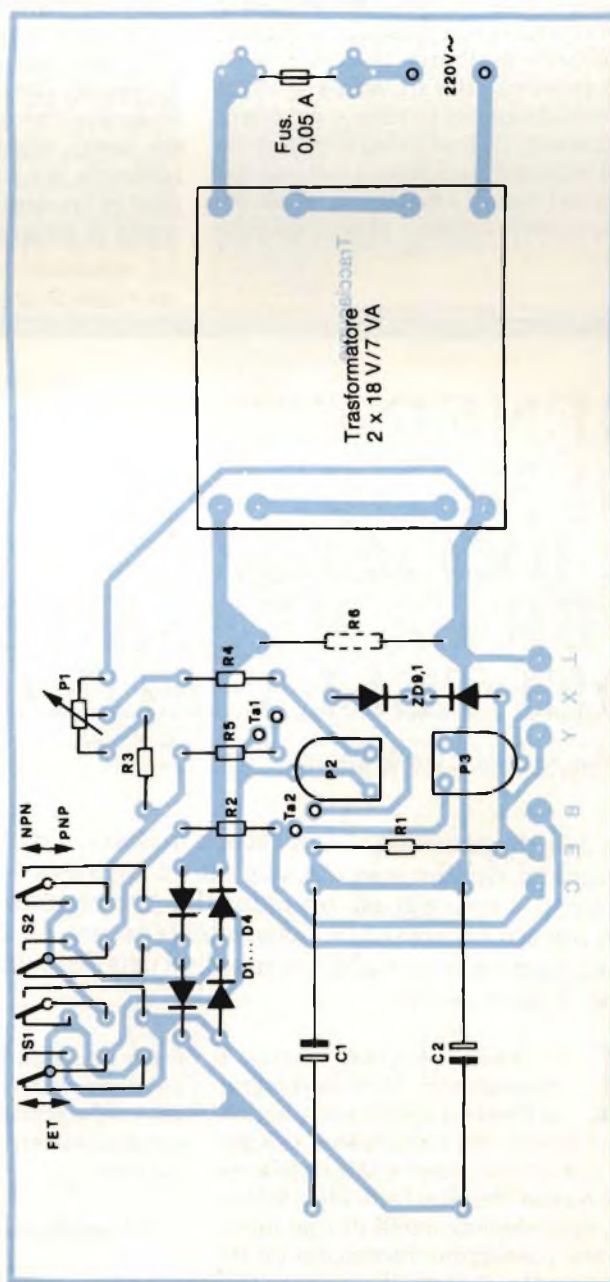 220V~
Fus.
0,05 A
Tracciac
Trasformatore
2 x 18 V/7 VA
R6
P1
R4
Ta1
ZD9,1
R5
R3
P2
P3
Ta2
R2
R1
NPN
PNP
S2
S1
FET
D1... D4
C1
C2
⊥
X
Y
B
E
C